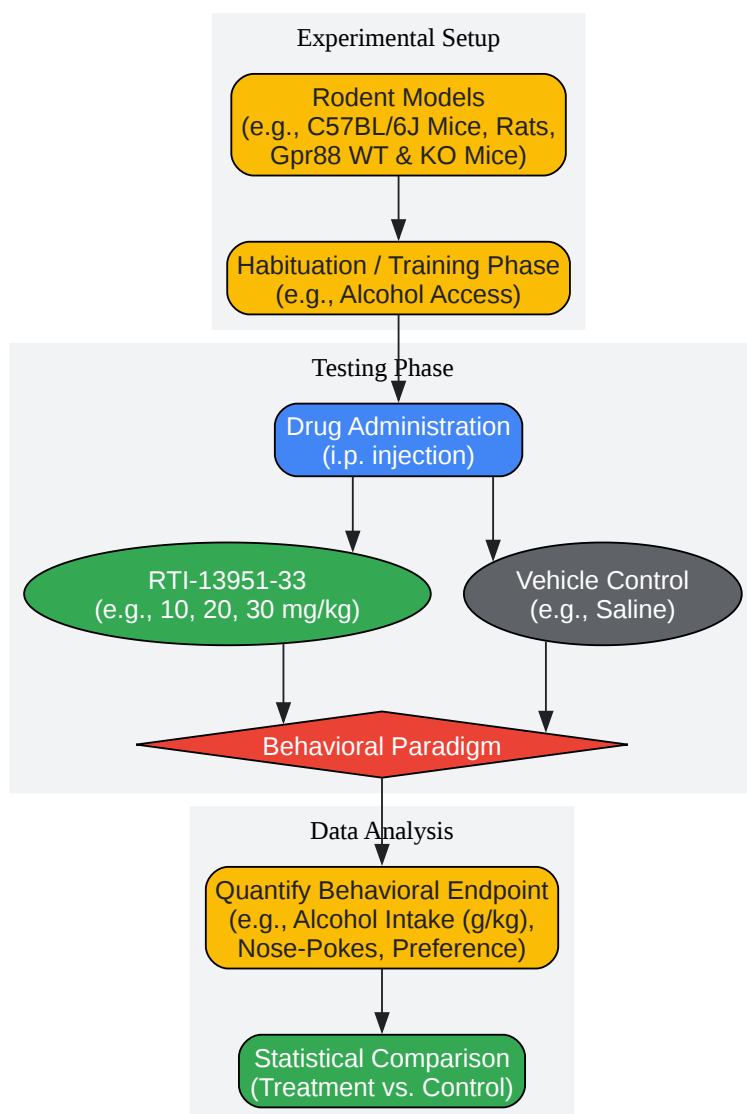 Experimental Setup
Rodent Models
(e.g., C57BL/6J Mice, Rats,
Gpr88 WT & KO Mice)
Habituation / Training Phase
(e.g., Alcohol Access)
Testing Phase
Drug Administration
(i.p. injection)
RTI-13951-33
(e.g., 10, 20, 30 mg/kg)
Vehicle Control
(e.g., Saline)
Behavioral Paradigm
Data Analysis
Quantify Behavioral Endpoint
(e.g., Alcohol Intake (g/kg),
Nose-Pokes, Preference)
Statistical Comparison
(Treatment vs. Control)